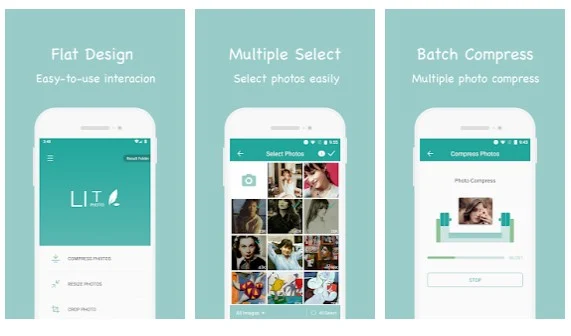 Flat Design
Easy-to-use interacion
Result Folder
LIT
PHOTO
COMPRESS PHOTOS
RESIZE PHOTOS
CROP PHOTO
Multiple Select
Select photos easily
Select Photos
All Images
All Select
Batch Compress
Multiple photo compress
Compress Photos
Photo Compress
STOP